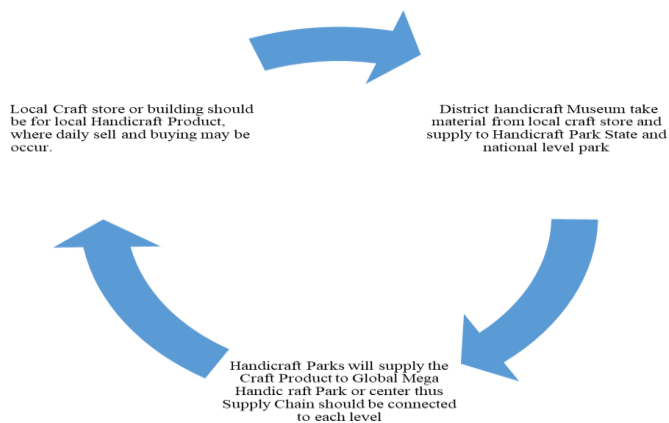 Local Craft store or building should
be for local Handicraft Product,
where daily sell and buying may be
occur.
District handicraft Museum take
material from local craft store and
supply to Handicraft Park State and
national level park
Handicraft Parks will supply the
Craft Product to Global Mega
Handic raft Park or center thus
Supply Chain should be connected
to each level